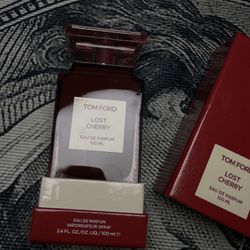 TOM FORD
LOST
CHERRY
EAU DE PARFUM
100 ML
EAU DE PARFUM
VAPORISATEUR SPRAY
3.4 FL.OZ./OZ. LIQ./100 ml ℮
TOM FORD
LOST
CHERRY
EAU DE PARFUM
100 ML